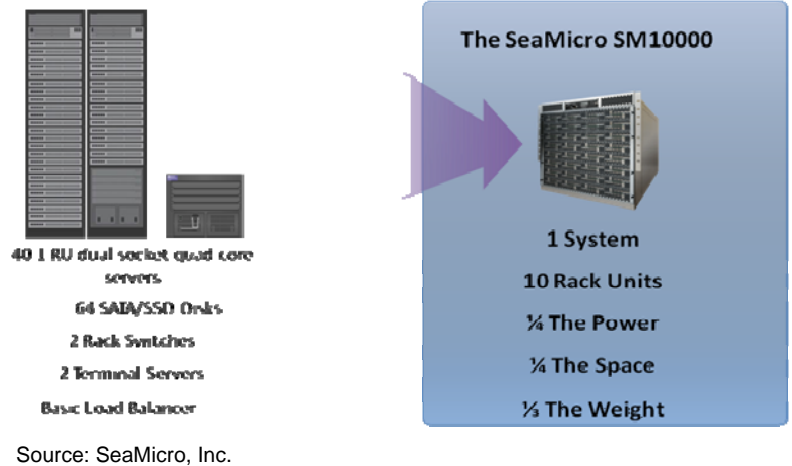 40 1 RU dual socket quad core
servers
64 SATA/SSD Disks
2 Rack Switches
2 Terminal Servers
Basic Load Balancer
The SeaMicro SM10000
1 System
10 Rack Units
¼ The Power
¼ The Space
⅓ The Weight
Source: SeaMicro, Inc.